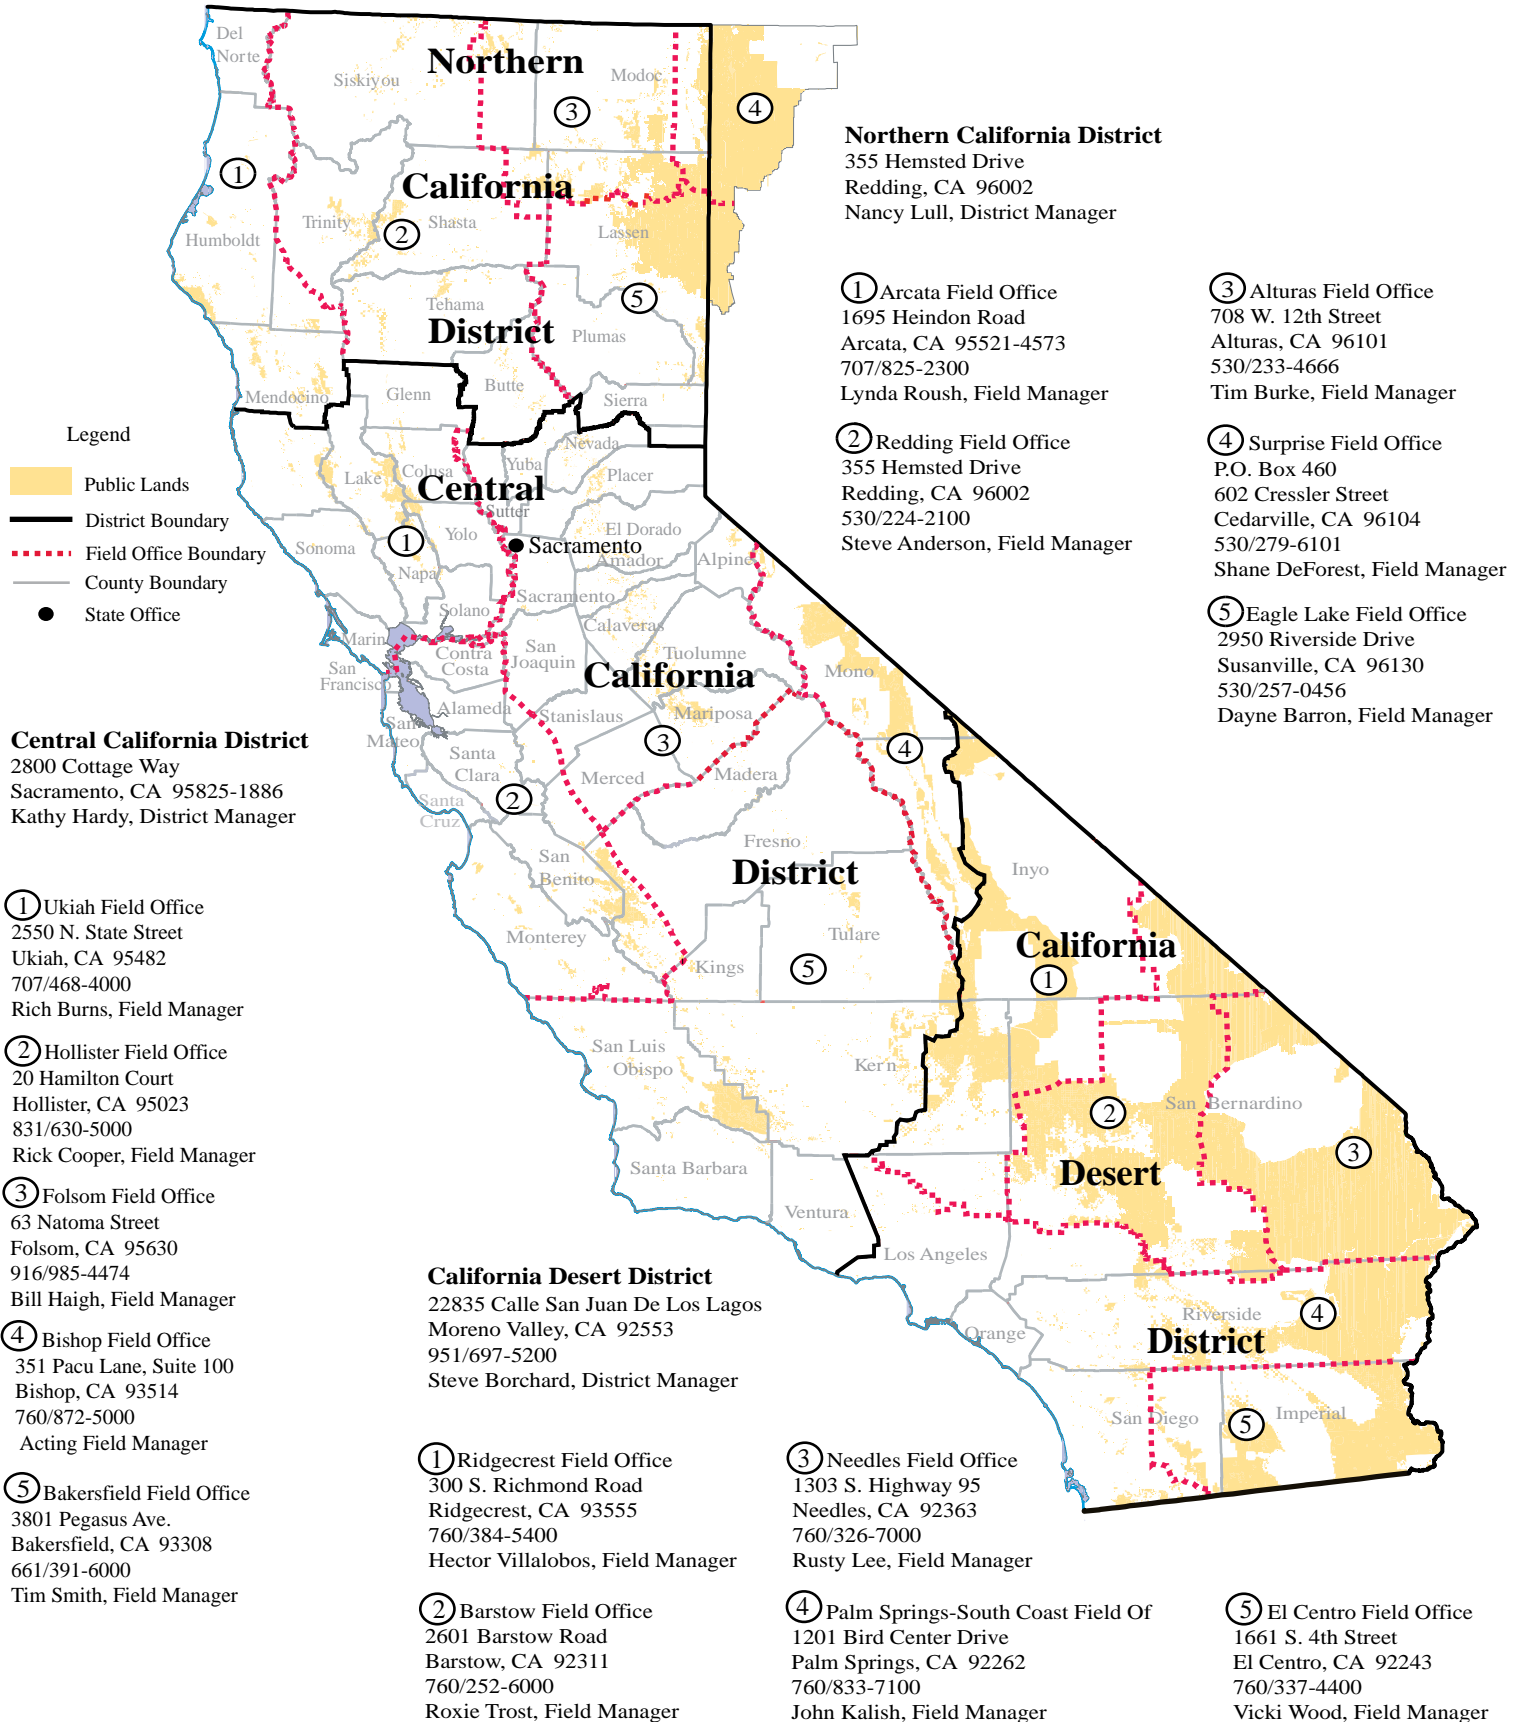 Del
Norte
Siskiyou
Modoc
Northern
3
4
1
California
Trinity
Shasta
2
Humboldt
Lassen
5
Tehama
District
Plumas
Mendocino
Glenn
Butte
Sierra
Nevada
Yuba
Lake
Colusa
Placer
Central
Sutter
Sonoma
1
Yolo
Sacramento
El Dorado
Amador
Alpine
Napa
Solano
Sacramento
Calaveras
Marin
Contra
Costa
San
Joaquin
Tuolumne
Mono
San
Francisco
California
Alameda
Stanislaus
Mariposa
San
Mateo
3
4
Santa
Clara
Merced
Madera
2
Santa
Cruz
Fresno
San
Benito
District
Inyo
Monterey
Tulare
Kings
5
California
1
San Luis
Obispo
Kern
2
San Bernardino
3
Santa Barbara
Desert
Ventura
Los Angeles
Riverside
4
Orange
District
San Diego
5
Imperial
Legend
Public Lands
District Boundary
Field Office Boundary
County Boundary
State Office
Northern California District
355 Hemsted Drive
Redding, CA 96002
Nancy Lull, District Manager
1 Arcata Field Office
1695 Heindon Road
Arcata, CA 95521-4573
707/825-2300
Lynda Roush, Field Manager
2 Redding Field Office
355 Hemsted Drive
Redding, CA 96002
530/224-2100
Steve Anderson, Field Manager
3 Alturas Field Office
708 W. 12th Street
Alturas, CA 96101
530/233-4666
Tim Burke, Field Manager
4 Surprise Field Office
P.O. Box 460
602 Cressler Street
Cedarville, CA 96104
530/279-6101
Shane DeForest, Field Manager
5 Eagle Lake Field Office
2950 Riverside Drive
Susanville, CA 96130
530/257-0456
Dayne Barron, Field Manager
Central California District
2800 Cottage Way
Sacramento, CA 95825-1886
Kathy Hardy, District Manager
1 Ukiah Field Office
2550 N. State Street
Ukiah, CA 95482
707/468-4000
Rich Burns, Field Manager
2 Hollister Field Office
20 Hamilton Court
Hollister, CA 95023
831/630-5000
Rick Cooper, Field Manager
3 Folsom Field Office
63 Natoma Street
Folsom, CA 95630
916/985-4474
Bill Haigh, Field Manager
4 Bishop Field Office
351 Pacu Lane, Suite 100
Bishop, CA 93514
760/872-5000
Acting Field Manager
5 Bakersfield Field Office
3801 Pegasus Ave.
Bakersfield, CA 93308
661/391-6000
Tim Smith, Field Manager
California Desert District
22835 Calle San Juan De Los Lagos
Moreno Valley, CA 92553
951/697-5200
Steve Borchard, District Manager
1 Ridgecrest Field Office
300 S. Richmond Road
Ridgecrest, CA 93555
760/384-5400
Hector Villalobos, Field Manager
2 Barstow Field Office
2601 Barstow Road
Barstow, CA 92311
760/252-6000
Roxie Trost, Field Manager
3 Needles Field Office
1303 S. Highway 95
Needles, CA 92363
760/326-7000
Rusty Lee, Field Manager
4 Palm Springs-South Coast Field Of
1201 Bird Center Drive
Palm Springs, CA 92262
760/833-7100
John Kalish, Field Manager
5 El Centro Field Office
1661 S. 4th Street
El Centro, CA 92243
760/337-4400
Vicki Wood, Field Manager